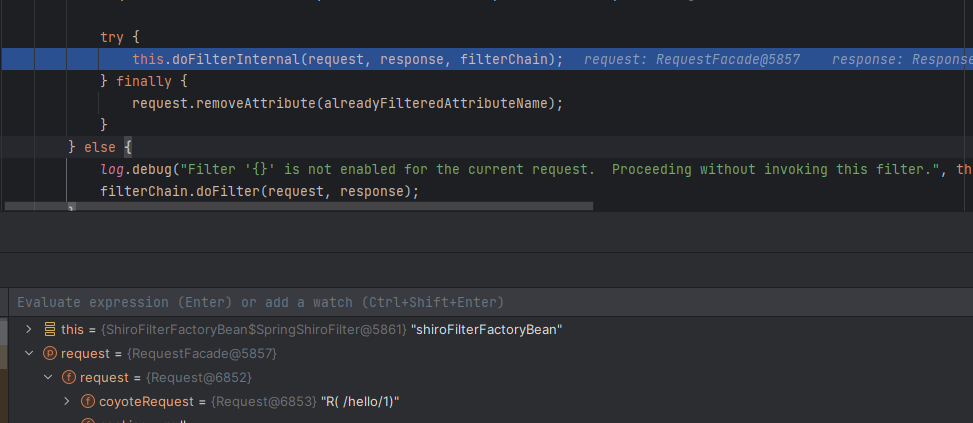 try {
this.doFilterInternal(request, response, filterChain);   request: RequestFacade@5857    response: Response
} finally {
request.removeAttribute(alreadyFilteredAttributeName);
}
} else {
log.debug("Filter '{}' is not enabled for the current request.  Proceeding without invoking this filter.", th
filterChain.doFilter(request, response);
}
Evaluate expression (Enter) or add a watch (Ctrl+Shift+Enter)
this = {ShiroFilterFactoryBean$SpringShiroFilter@5861} "shiroFilterFactoryBean"
request = {RequestFacade@5857}
request = {Request@6852}
coyoteRequest = {Request@6853} "R( /hello/1)"